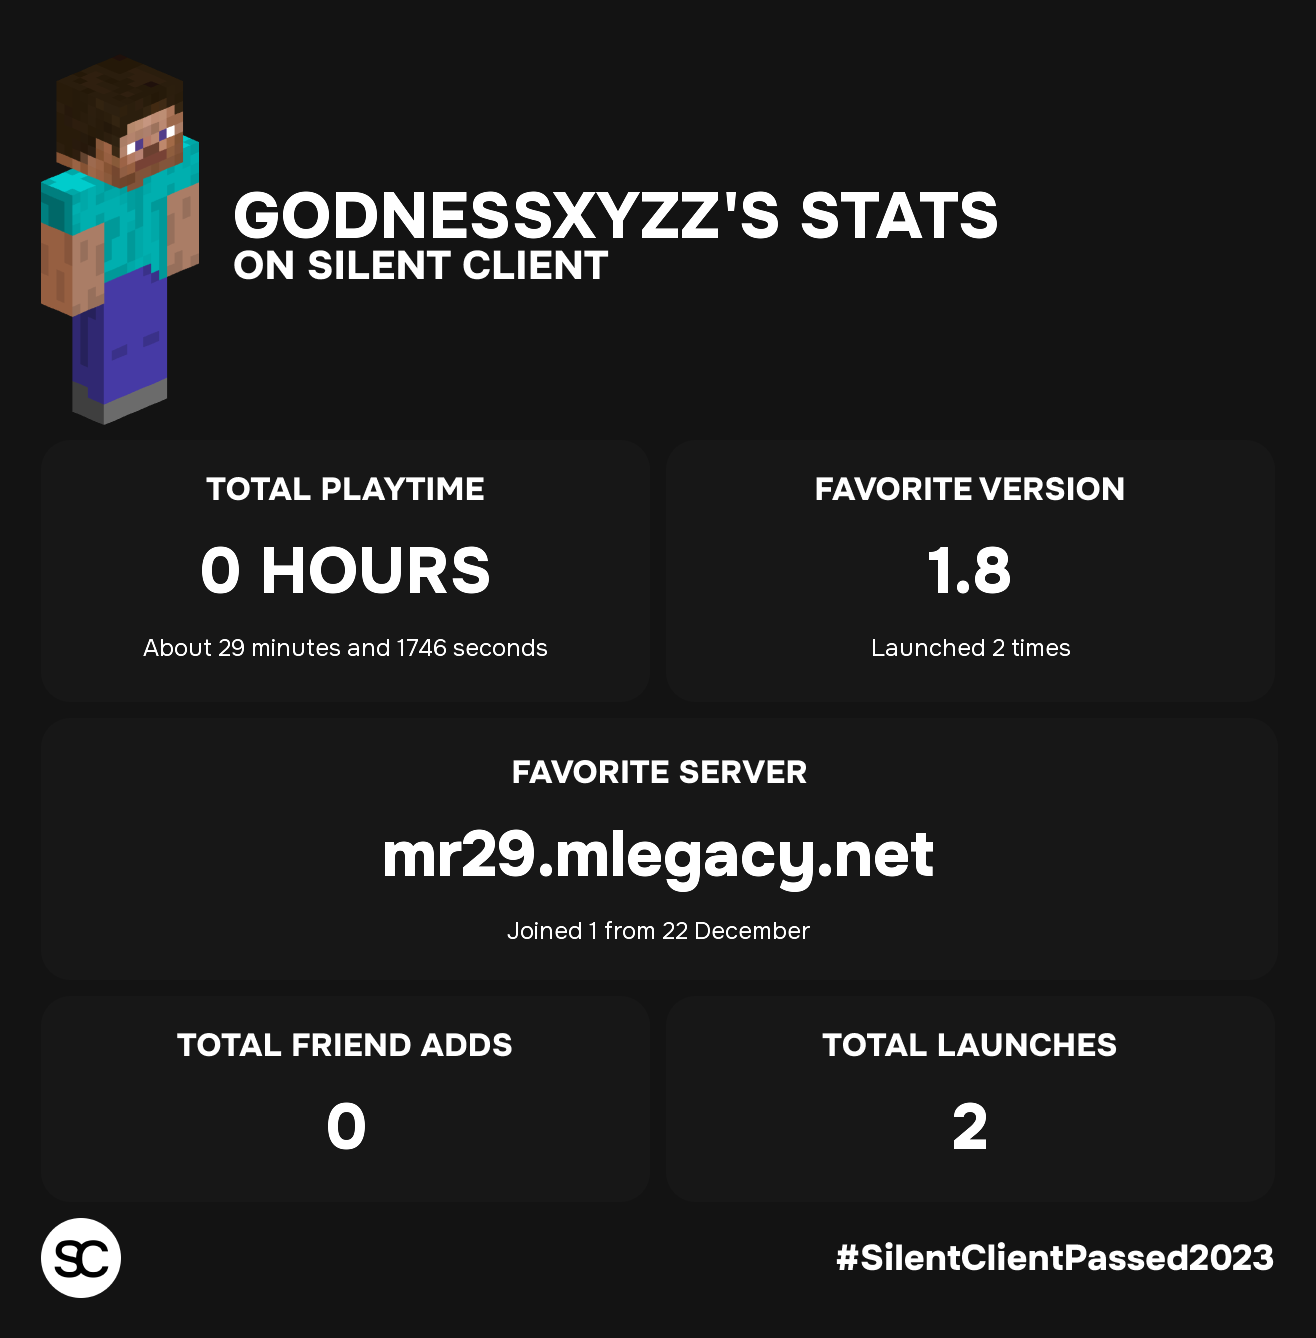 GODNESSXYZZ'S STATS
ON SILENT CLIENT
TOTAL PLAYTIME
0 HOURS
About 29 minutes and 1746 seconds
FAVORITE VERSION
1.8
Launched 2 times
FAVORITE SERVER
mr29.mlegacy.net
Joined 1 from 22 December
TOTAL FRIEND ADDS
0
TOTAL LAUNCHES
2
SC
#SilentClientPassed2023